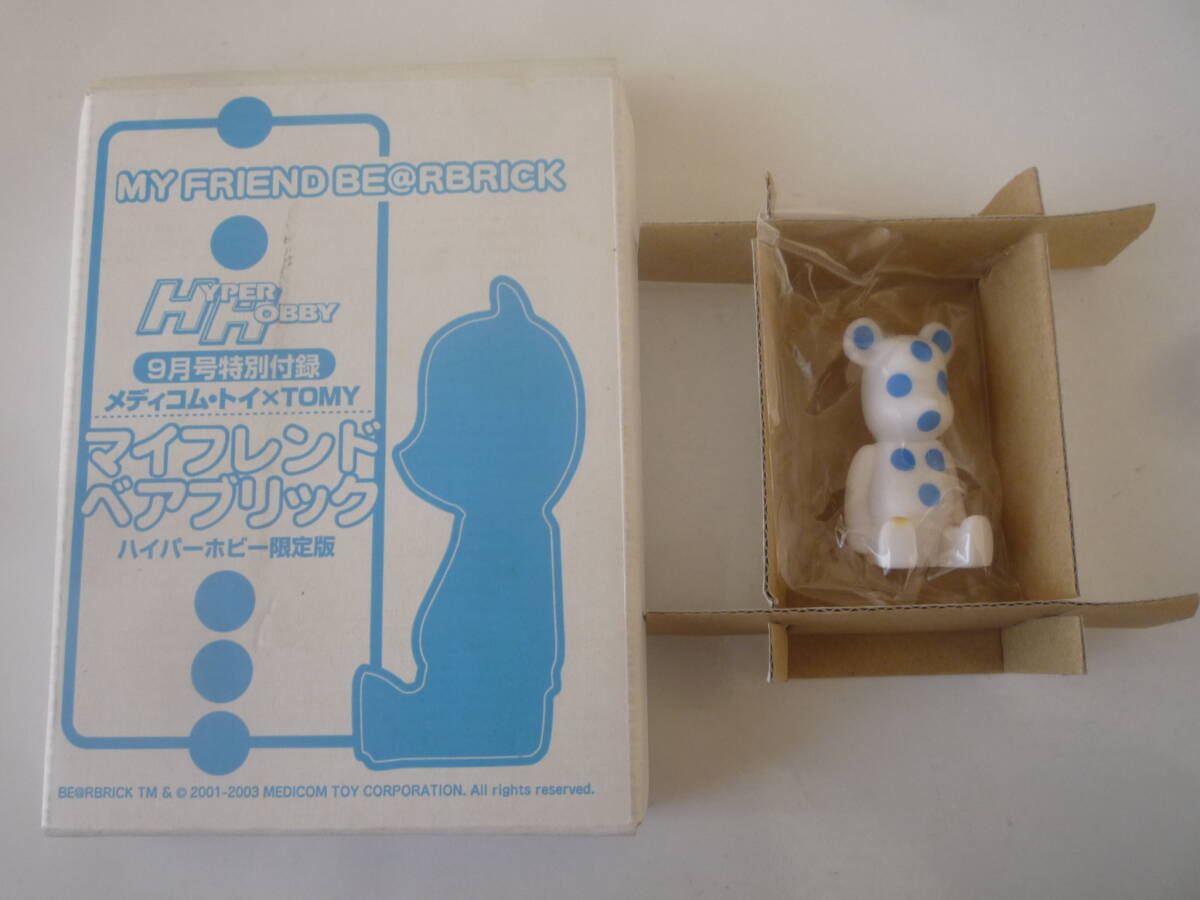 MY FRIEND BE@RBRICK
HYPER HOBBY
9月号特別付録
メディコム・トイ×TOMY
マイフレンド
ベアブリック
ハイパーホビー限定版
BE@RBRICK TM & © 2001-2003 MEDICOM TOY CORPORATION. All rights reserved.